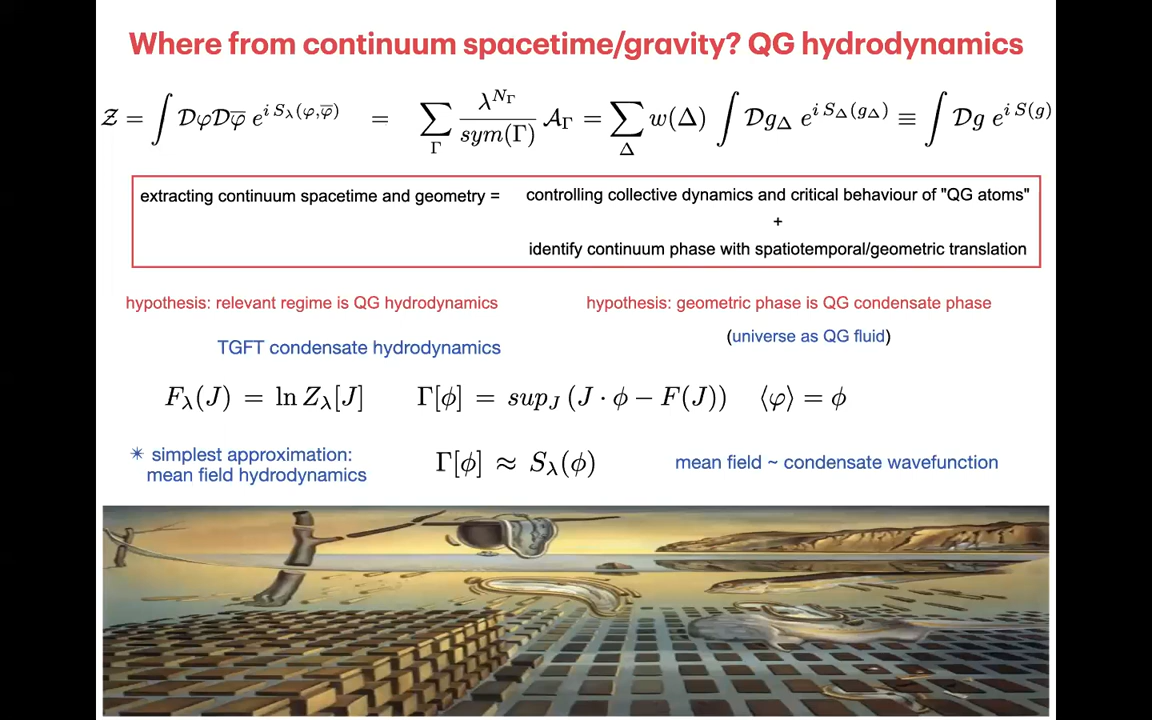 Where from continuum spacetime/gravity? QG hydrodynamics
𝒵 = ∫ 𝒟φ𝒟φ̅ e^{i S_λ(φ,φ̅)} = ∑_Γ λ^{N_Γ}/sym(Γ) 𝒜_Γ = ∑_Δ w(Δ) ∫ 𝒟g_Δ e^{i S_Δ(g_Δ)} ≡ ∫ 𝒟g e^{i S(g)}
extracting continuum spacetime and geometry = controlling collective dynamics and critical behaviour of "QG atoms"
+
identify continuum phase with spatiotemporal/geometric translation
hypothesis: relevant regime is QG hydrodynamics hypothesis: geometric phase is QG condensate phase
(universe as QG fluid)
TGFT condensate hydrodynamics
F_λ(J) = ln Z_λ[J] Γ[ϕ] = sup_J (J · ϕ − F(J)) ⟨φ⟩ = ϕ
✳ simplest approximation:
mean field hydrodynamics
Γ[ϕ] ≈ S_λ(ϕ) mean field ~ condensate wavefunction